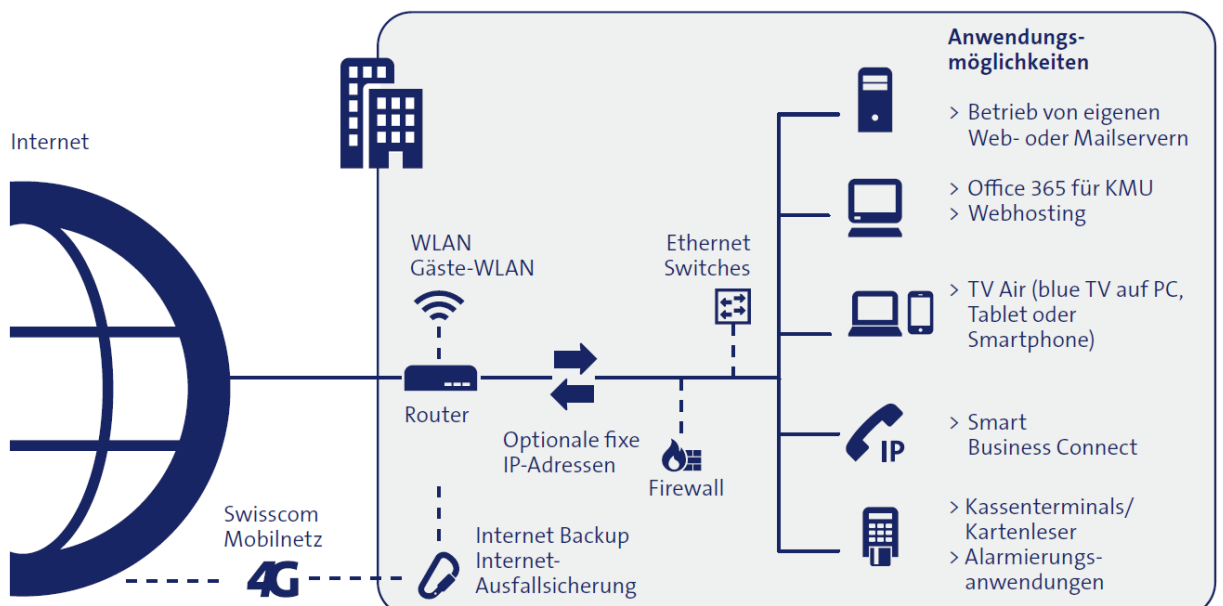 Internet
WLAN
Gäste-WLAN
Router
Optionale fixe
IP-Adressen
Ethernet
Switches
Firewall
Swisscom
Mobilnetz
4G
Internet Backup
Internet-
Ausfallsicherung
Anwendungs-
möglichkeiten
> Betrieb von eigenen
Web- oder Mailservern
> Office 365 für KMU
> Webhosting
> TV Air (blue TV auf PC,
Tablet oder
Smartphone)
IP
> Smart
Business Connect
> Kassenterminals/
Kartenleser
> Alarmierungs-
anwendungen